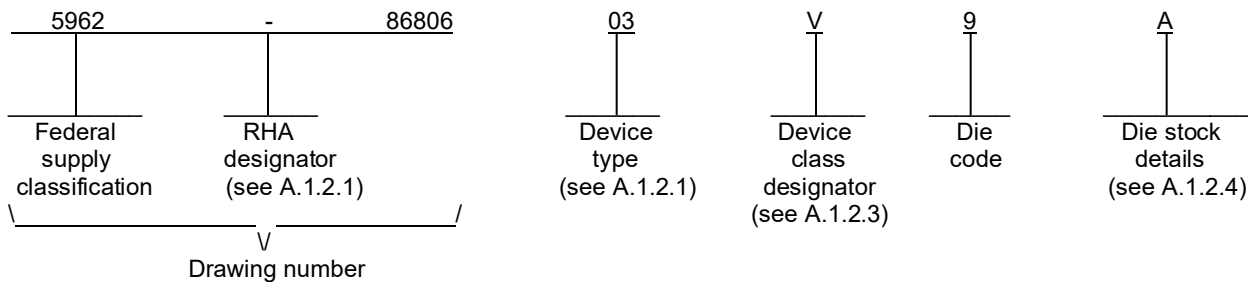 5962 - 86806 03 V 9 A
Federal supply classification
RHA designator (see A.1.2.1)
Device type (see A.1.2.1)
Device class designator (see A.1.2.3)
Die code
Die stock details (see A.1.2.4)
\ /
\/
Drawing number